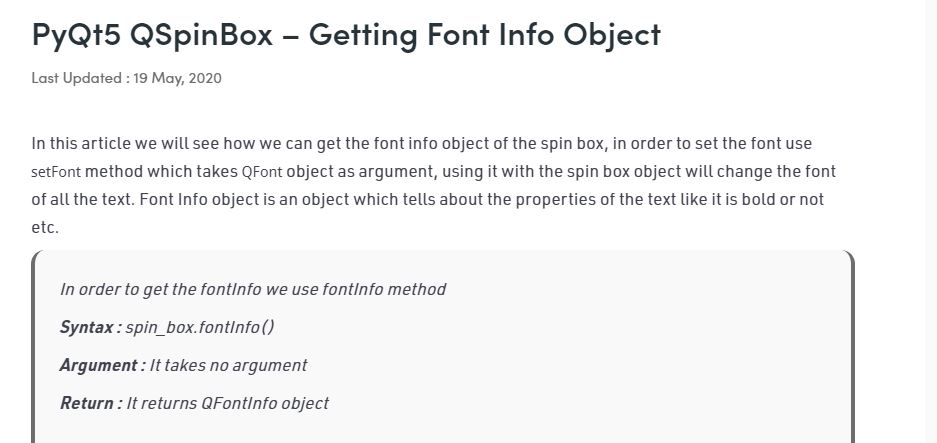 PyQt5 QSpinBox – Getting Font Info Object
Last Updated : 19 May, 2020
In this article we will see how we can get the font info object of the spin box, in order to set the font use
setFont method which takes QFont object as argument, using it with the spin box object will change the font
of all the text. Font Info object is an object which tells about the properties of the text like it is bold or not
etc.
In order to get the fontInfo we use fontInfo method
Syntax : spin_box.fontInfo()
Argument : It takes no argument
Return : It returns QFontInfo object